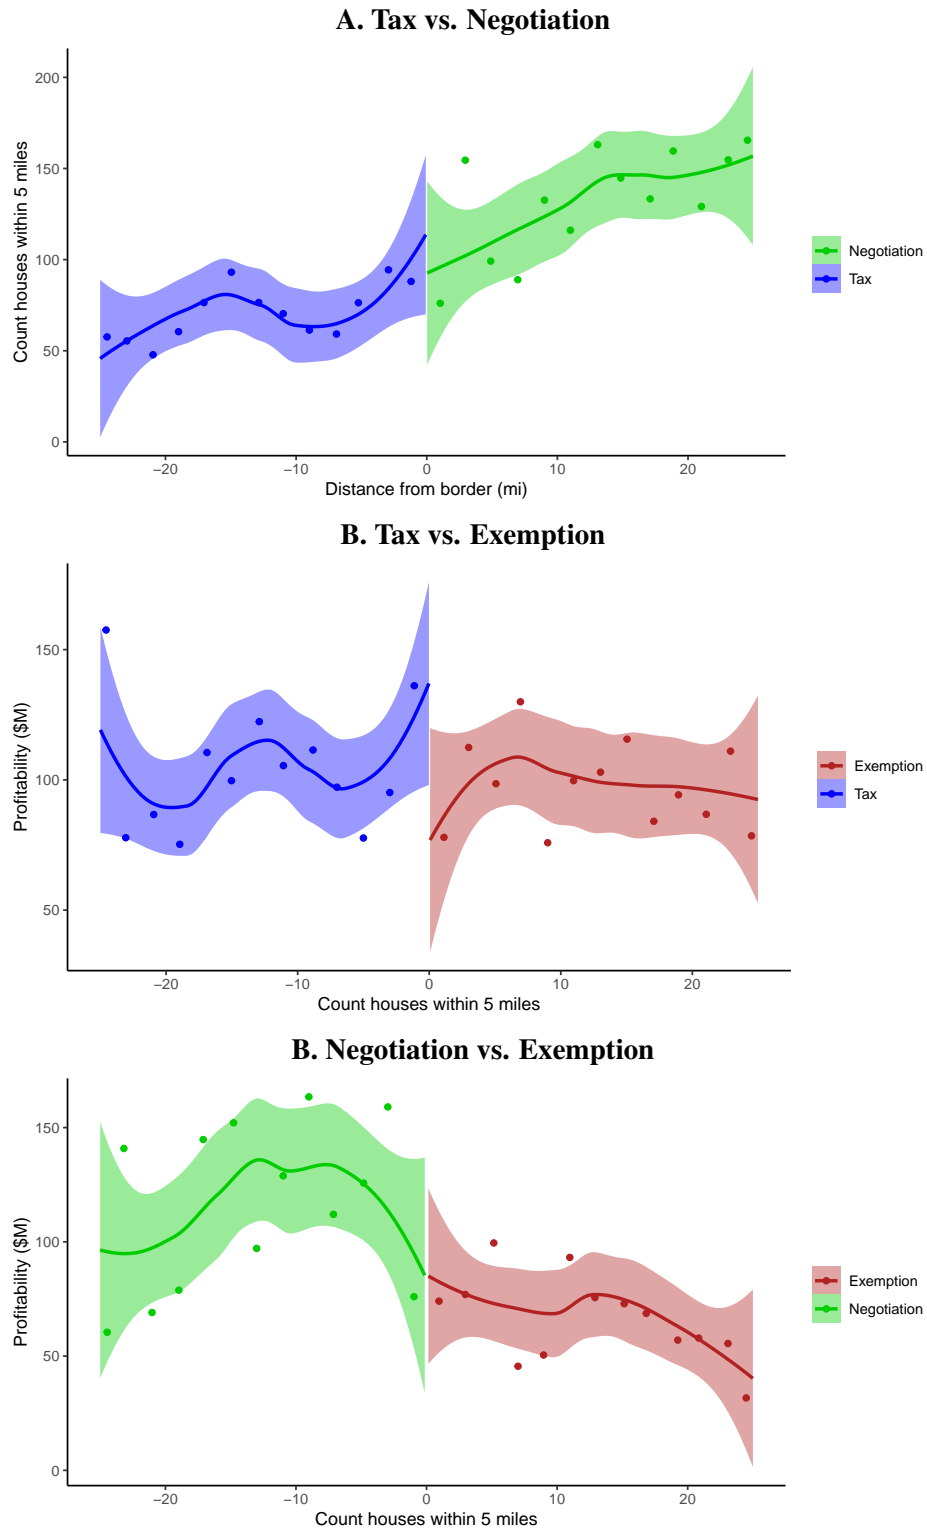 A. Tax vs. Negotiation
Count houses within 5 miles
200
150
100
50
0
−20
−10
0
10
20
Distance from border (mi)
Negotiation
Tax
B. Tax vs. Exemption
Profitability ($M)
150
100
50
−20
−10
0
10
20
Count houses within 5 miles
Exemption
Tax
B. Negotiation vs. Exemption
Profitability ($M)
150
100
50
0
−20
−10
0
10
20
Count houses within 5 miles
Exemption
Negotiation